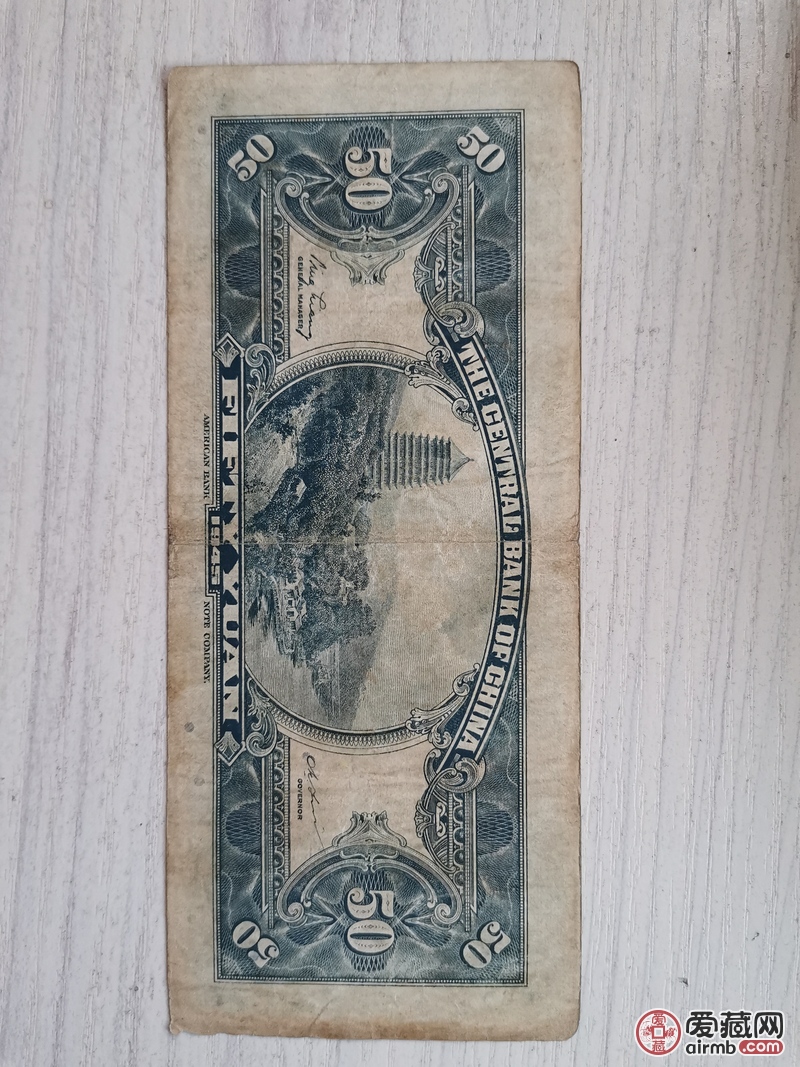 50
50
THE CENTRAL BANK OF CHINA
50
50
GENERAL MANAGER
GOVERNOR
50
50
FIFTY YUAN
1945
AMERICAN BANK NOTE COMPANY.
爱藏网
airmb.com